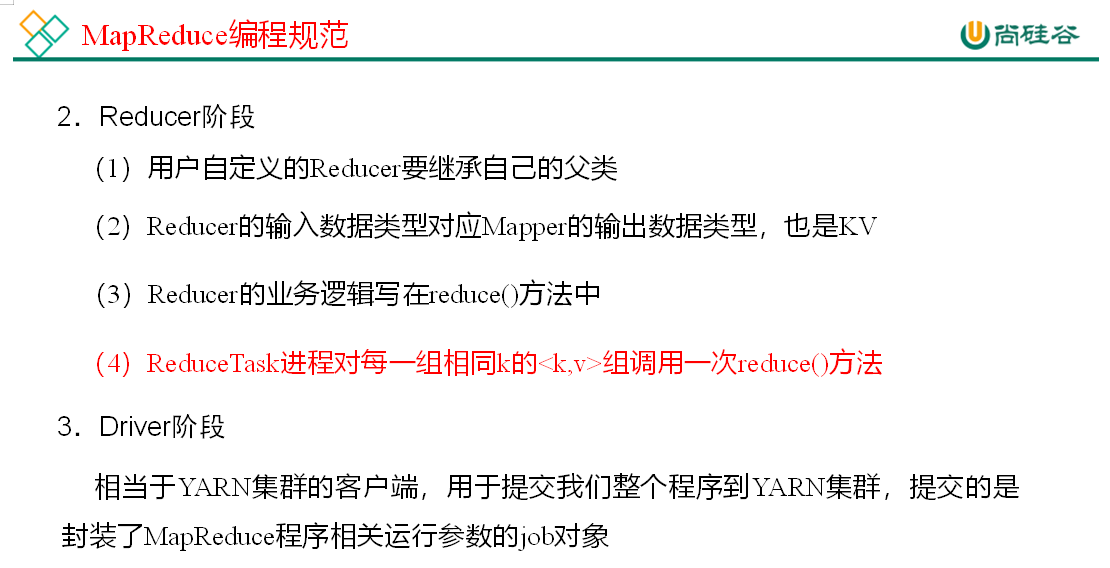 MapReduce编程规范
尚硅谷
2．Reducer阶段
（1）用户自定义的Reducer要继承自己的父类
（2）Reducer的输入数据类型对应Mapper的输出数据类型，也是KV
（3）Reducer的业务逻辑写在reduce()方法中
（4）ReduceTask进程对每一组相同k的<k,v>组调用一次reduce()方法
3．Driver阶段
相当于YARN集群的客户端，用于提交我们整个程序到YARN集群，提交的是
封装了MapReduce程序相关运行参数的job对象